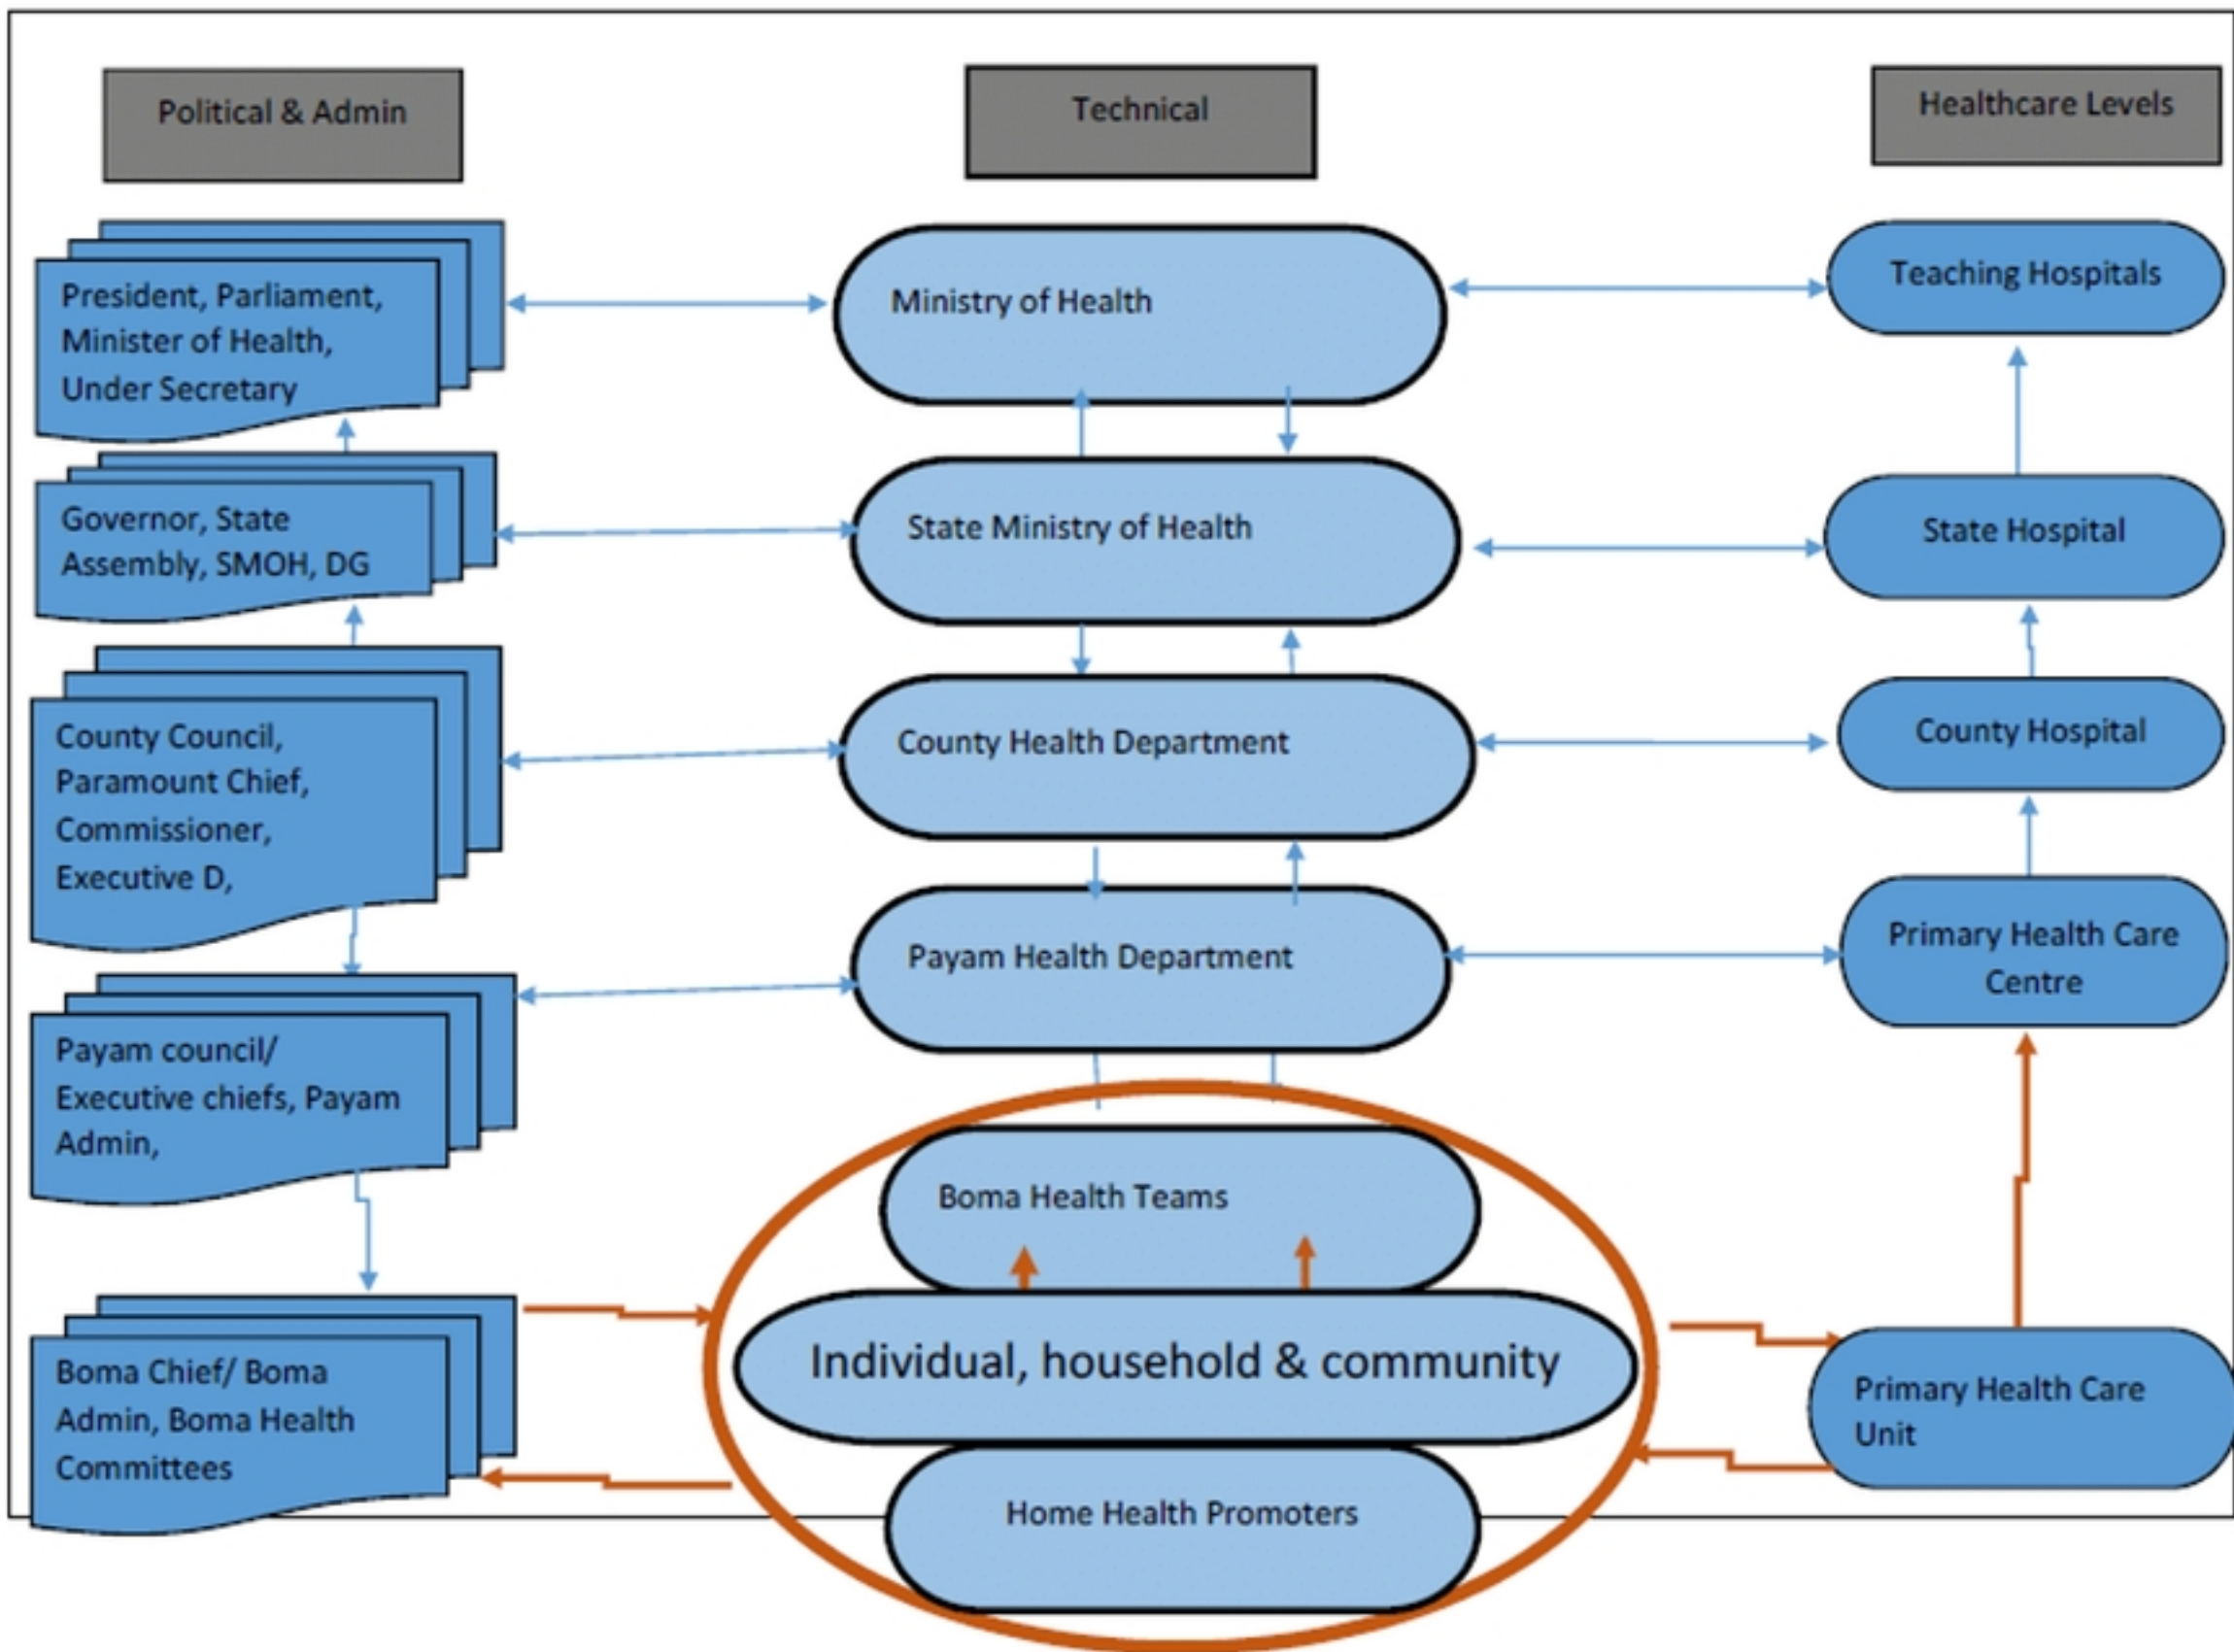 Political & Admin
Technical
Healthcare Levels
President, Parliament,
Minister of Health,
Under Secretary
Ministry of Health
Teaching Hospitals
Governor, State
Assembly, SMOH, DG
State Ministry of Health
State Hospital
County Council,
Paramount Chief,
Commissioner,
Executive D,
County Health Department
County Hospital
Payam Health Department
Primary Health Care
Centre
Payam council/
Executive chiefs, Payam
Admin,
Boma Health Teams
Individual, household & community
Boma Chief/ Boma
Admin, Boma Health
Committees
Primary Health Care
Unit
Home Health Promoters